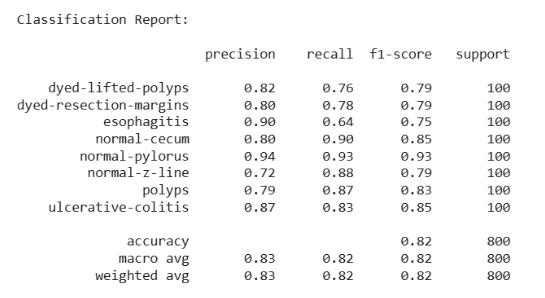 Classification Report:
precision recall f1-score support
dyed-lifted-polyps 0.82 0.76 0.79 100
dyed-resection-margins 0.80 0.78 0.79 100
esophagitis 0.90 0.64 0.75 100
normal-cecum 0.80 0.90 0.85 100
normal-pylorus 0.94 0.93 0.93 100
normal-z-line 0.72 0.88 0.79 100
polyps 0.79 0.87 0.83 100
ulcerative-colitis 0.87 0.83 0.85 100
accuracy 0.82 800
macro avg 0.83 0.82 0.82 800
weighted avg 0.83 0.82 0.82 800